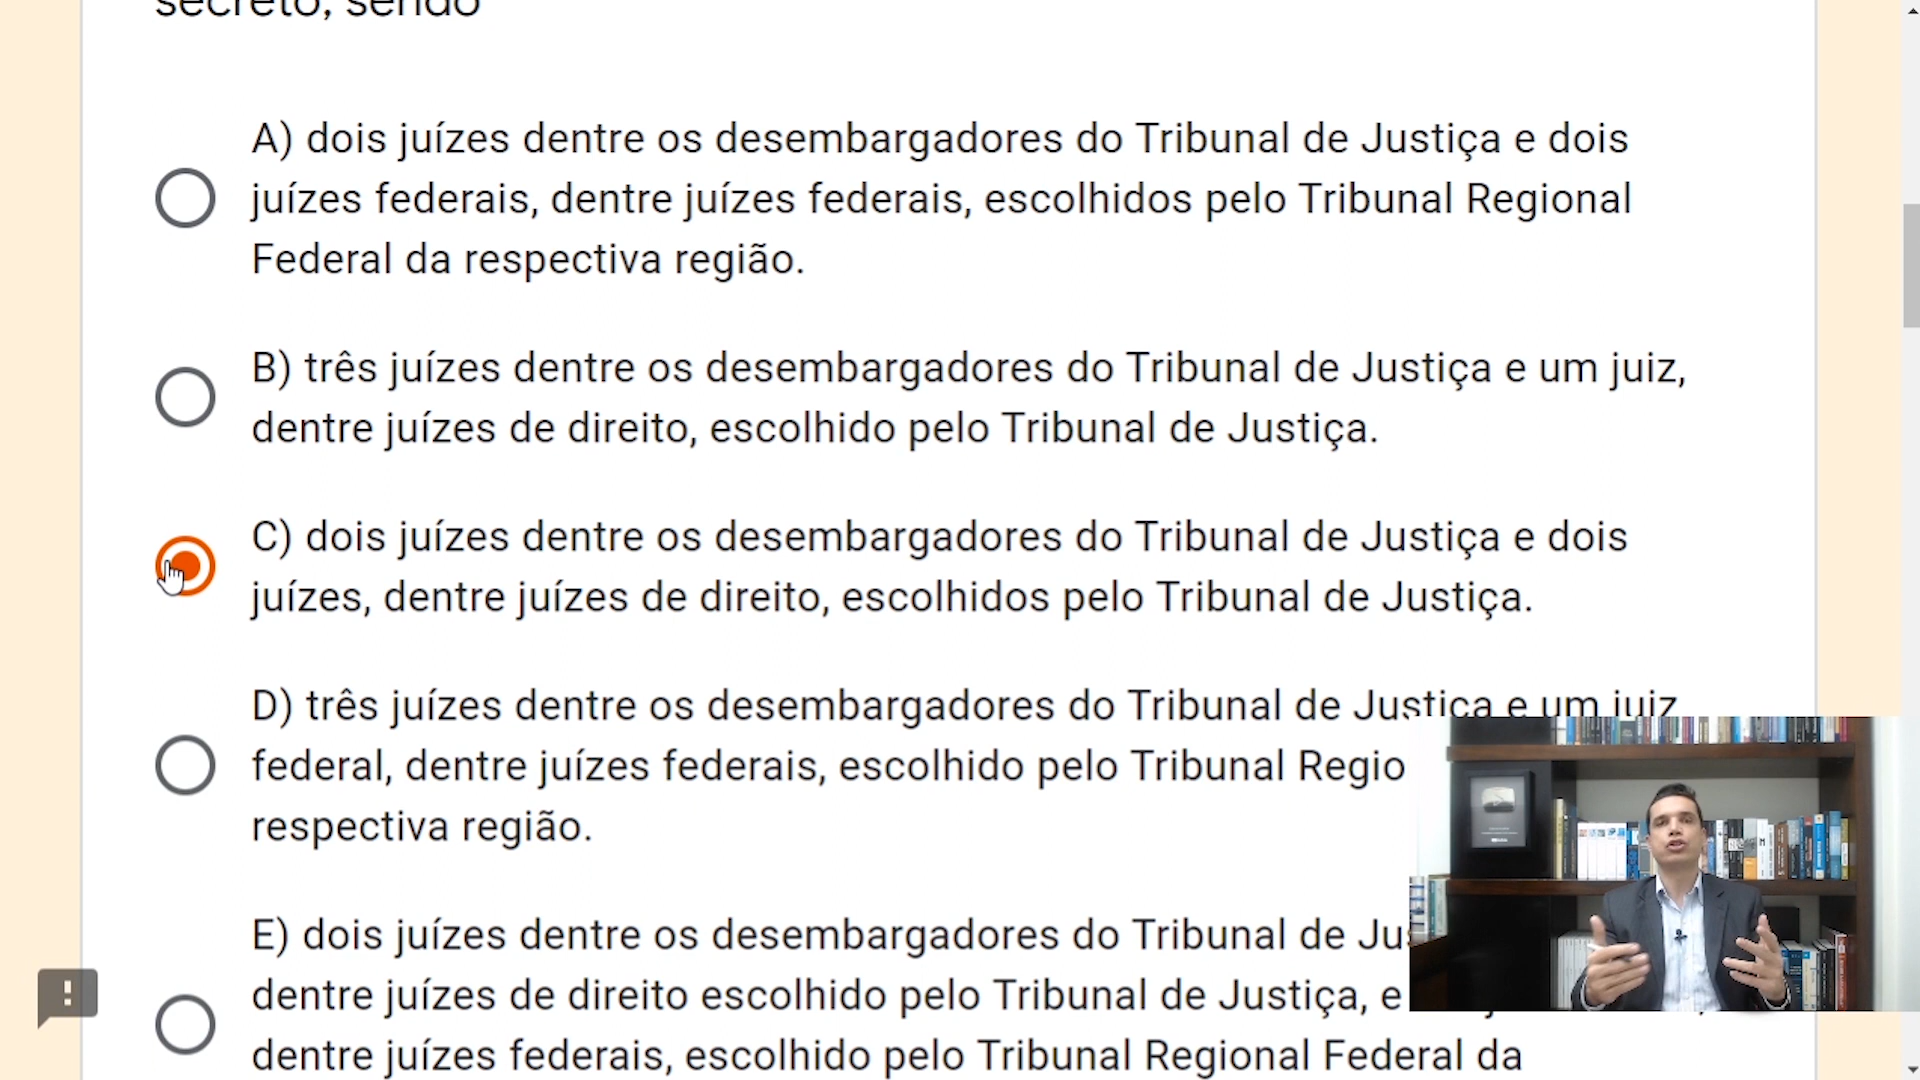 secreto, sendo
A) dois juízes dentre os desembargadores do Tribunal de Justiça e dois
juízes federais, dentre juízes federais, escolhidos pelo Tribunal Regional
Federal da respectiva região.
B) três juízes dentre os desembargadores do Tribunal de Justiça e um juiz,
dentre juízes de direito, escolhido pelo Tribunal de Justiça.
C) dois juízes dentre os desembargadores do Tribunal de Justiça e dois
juízes, dentre juízes de direito, escolhidos pelo Tribunal de Justiça.
D) três juízes dentre os desembargadores do Tribunal de Justiça e um juiz
federal, dentre juízes federais, escolhido pelo Tribunal Regio
respectiva região.
E) dois juízes dentre os desembargadores do Tribunal de Jus
dentre juízes de direito escolhido pelo Tribunal de Justiça, e
dentre juízes federais, escolhido pelo Tribunal Regional Federal da